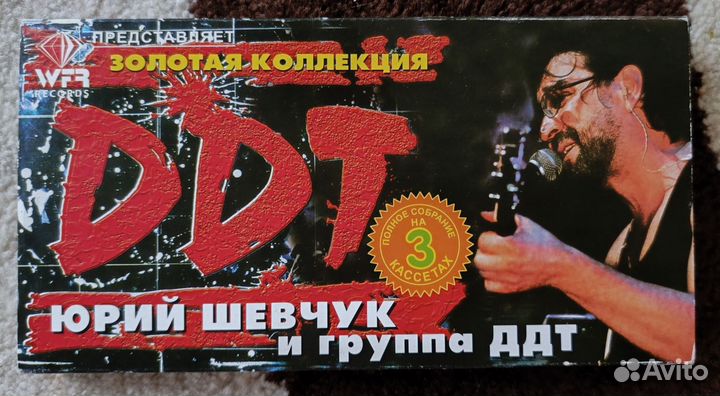 WFR
RECORDS
ПРЕДСТАВЛЯЕТ
ЗОЛОТАЯ КОЛЛЕКЦИЯ
DDT
ПОЛНОЕ СОБРАНИЕ
НА
3
КАССЕТАХ
ЮРИЙ ШЕВЧУК
и группа ДДТ
Avito